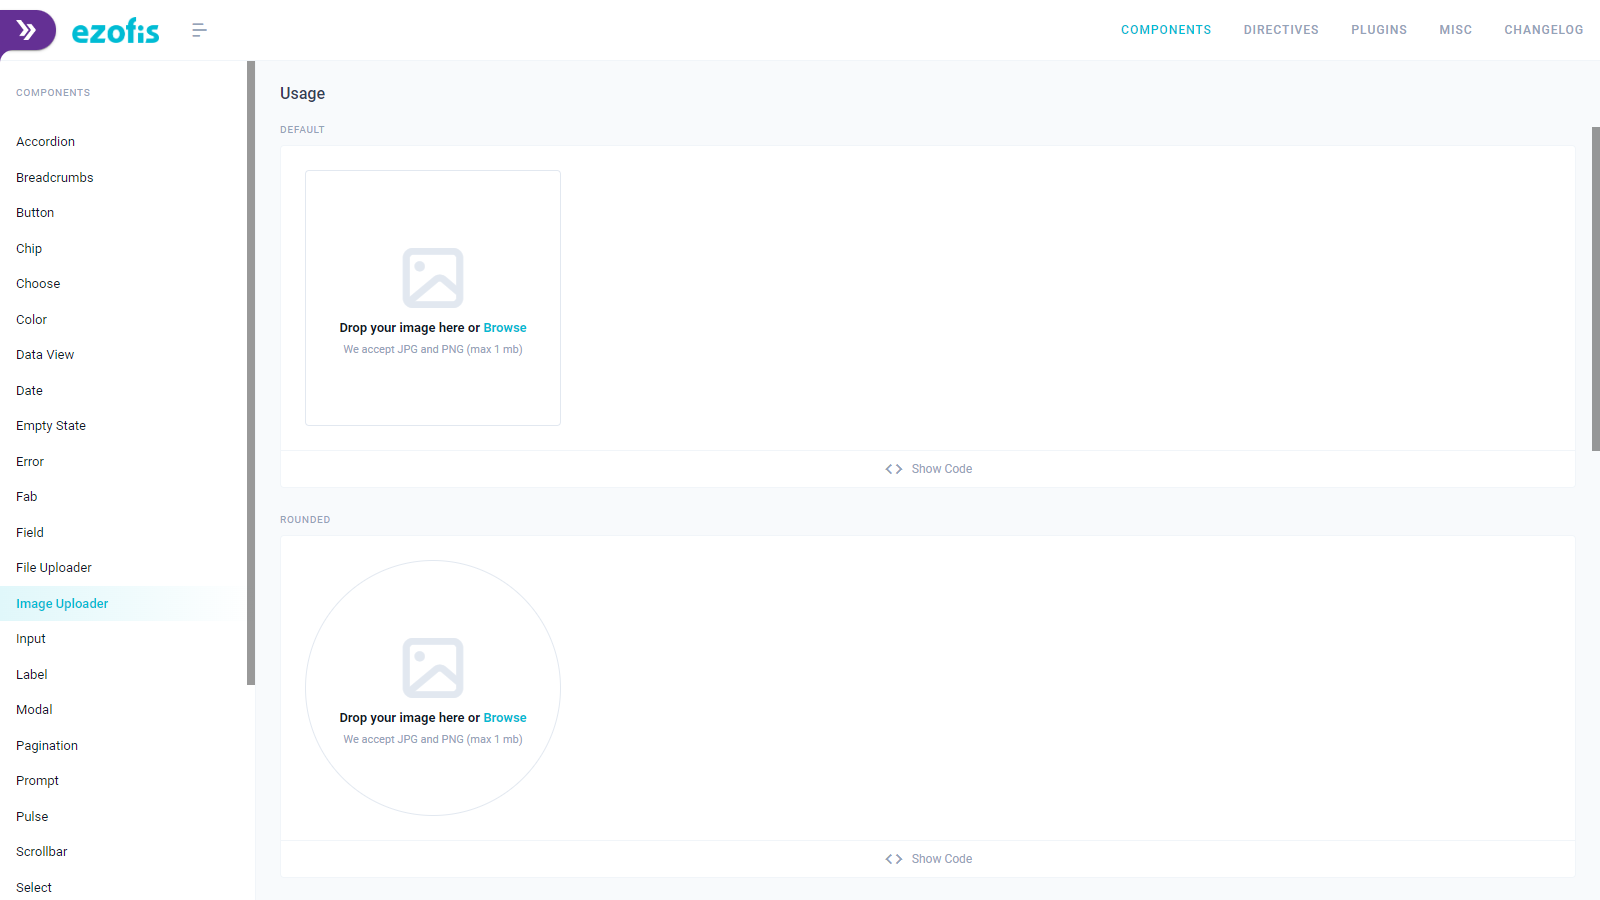 ezofis
COMPONENTS
DIRECTIVES
PLUGINS
MISC
CHANGELOG
COMPONENTS
Accordion
Breadcrumbs
Button
Chip
Choose
Color
Data View
Date
Empty State
Error
Fab
Field
File Uploader
Image Uploader
Input
Label
Modal
Pagination
Prompt
Pulse
Scrollbar
Select
Usage
DEFAULT
Drop your image here or Browse
We accept JPG and PNG (max 1 mb)
Show Code
ROUNDED
Drop your image here or Browse
We accept JPG and PNG (max 1 mb)
Show Code